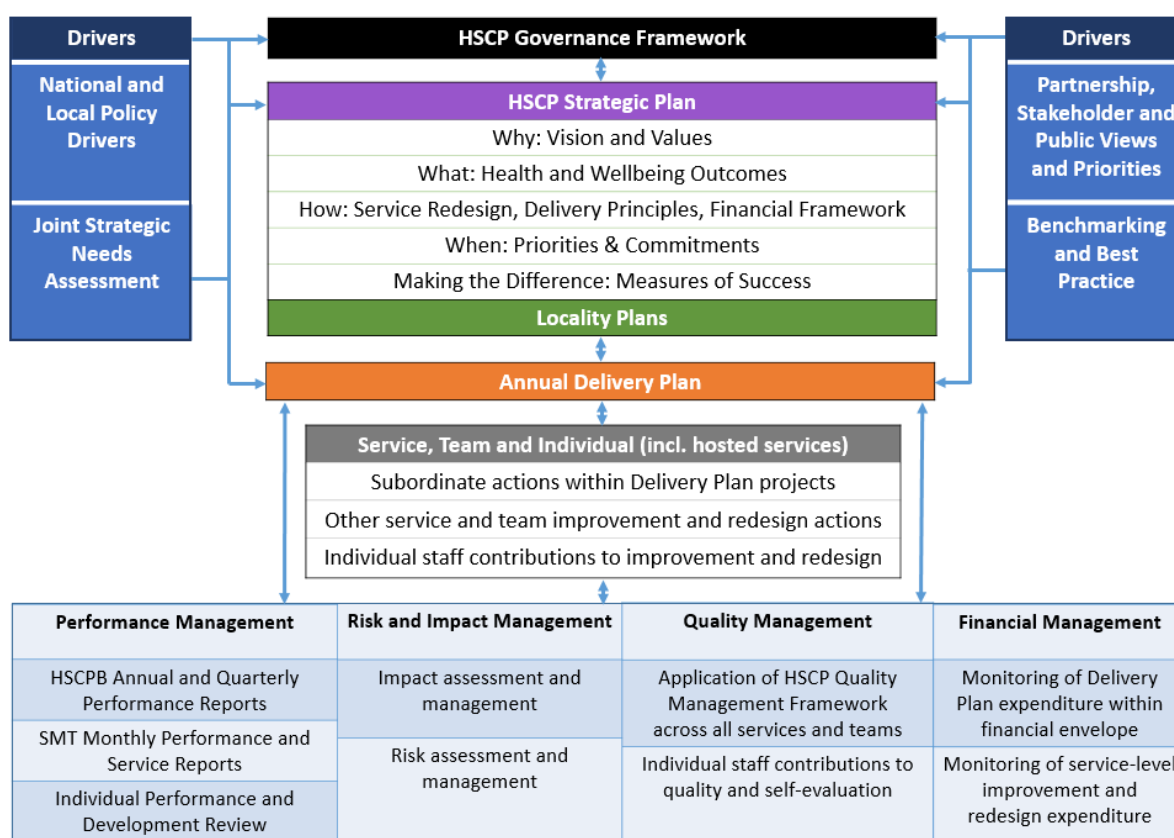 Drivers
National and
Local Policy
Drivers
Joint Strategic
Needs
Assessment
HSCP Governance Framework
HSCP Strategic Plan
Why: Vision and Values
What: Health and Wellbeing Outcomes
How: Service Redesign, Delivery Principles, Financial Framework
When: Priorities & Commitments
Making the Difference: Measures of Success
Locality Plans
Drivers
Partnership,
Stakeholder and
Public Views
and Priorities
Benchmarking
and Best
Practice
Annual Delivery Plan
Service, Team and Individual (incl. hosted services)
Subordinate actions within Delivery Plan projects
Other service and team improvement and redesign actions
Individual staff contributions to improvement and redesign
Performance Management
HSCPB Annual and Quarterly
Performance Reports
SMT Monthly Performance and
Service Reports
Individual Performance and
Development Review
Risk and Impact Management
Impact assessment and
management
Risk assessment and
management
Quality Management
Application of HSCP Quality
Management Framework
across all services and teams
Individual staff contributions to
quality and self-evaluation
Financial Management
Monitoring of Delivery
Plan expenditure within
financial envelope
Monitoring of service-level
improvement and
redesign expenditure